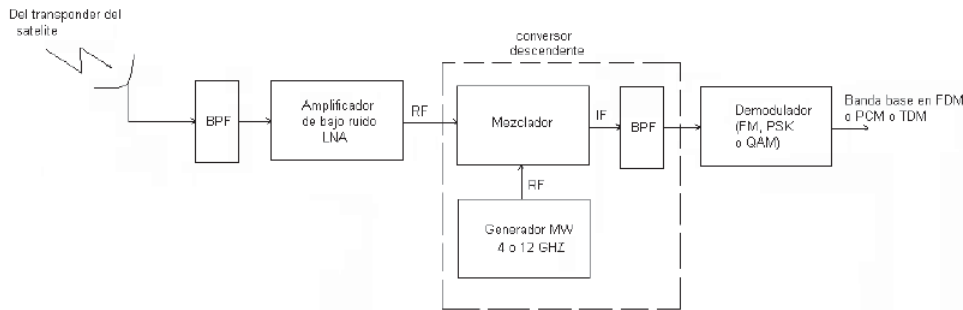 Del transponder del
satelite
conversor
descendente
BPF
Amplificador
de bajo ruido
LNA
RF
Mezclador
IF
BPF
Demodulador
(FM, PSK
o QAM)
Banda base en FDM
o PCM o TDM
RF
Generador MW
4 o 12 GHZ